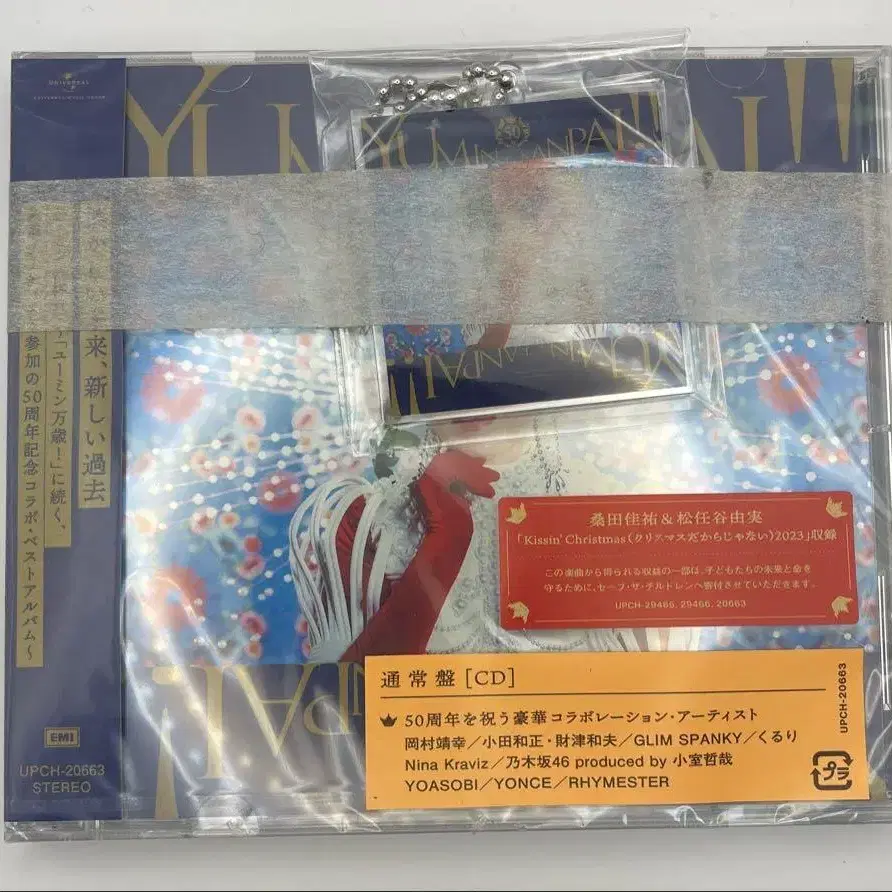 UNIVERSAL
YUMIN KANPAI!!
50
来、新しい過去
「ユーミン万歳！」に続く、
参加の50周年記念コラボ・ベストアルバム〜
EMI
UPCH-20663
STEREO
桑田佳祐＆松任谷由実
「Kissin' Christmas（クリスマスだからじゃない）2023」収録
この楽曲から得られる収録の一部は、子どもたちの未来と命を
守るために、セーブ・ザ・チルドレンへ寄付させていただきます。
UPCH-29465, 29466, 20663
通常盤［CD］
50周年を祝う豪華コラボレーション・アーティスト
岡村靖幸／小田和正・財津和夫／GLIM SPANKY／くるり
Nina Kraviz／乃木坂46 produced by 小室哲哉
YOASOBI／YONCE／RHYMESTER
UPCH-20663
プラ